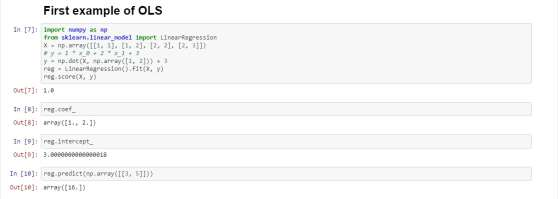 First example of OLS
In [7]: import numpy as np
from sklearn.linear_model import LinearRegression
X = np.array([[1, 1], [1, 2], [2, 2], [2, 3]])
# y = 1 * x_0 + 2 * x_1 + 3
y = np.dot(X, np.array([1, 2])) + 3
reg = LinearRegression().fit(X, y)
reg.score(X, y)
Out[7]: 1.0
In [8]: reg.coef_
Out[8]: array([1., 2.])
In [9]: reg.intercept_
Out[9]: 3.0000000000000018
In [10]: reg.predict(np.array([[3, 5]]))
Out[10]: array([16.])